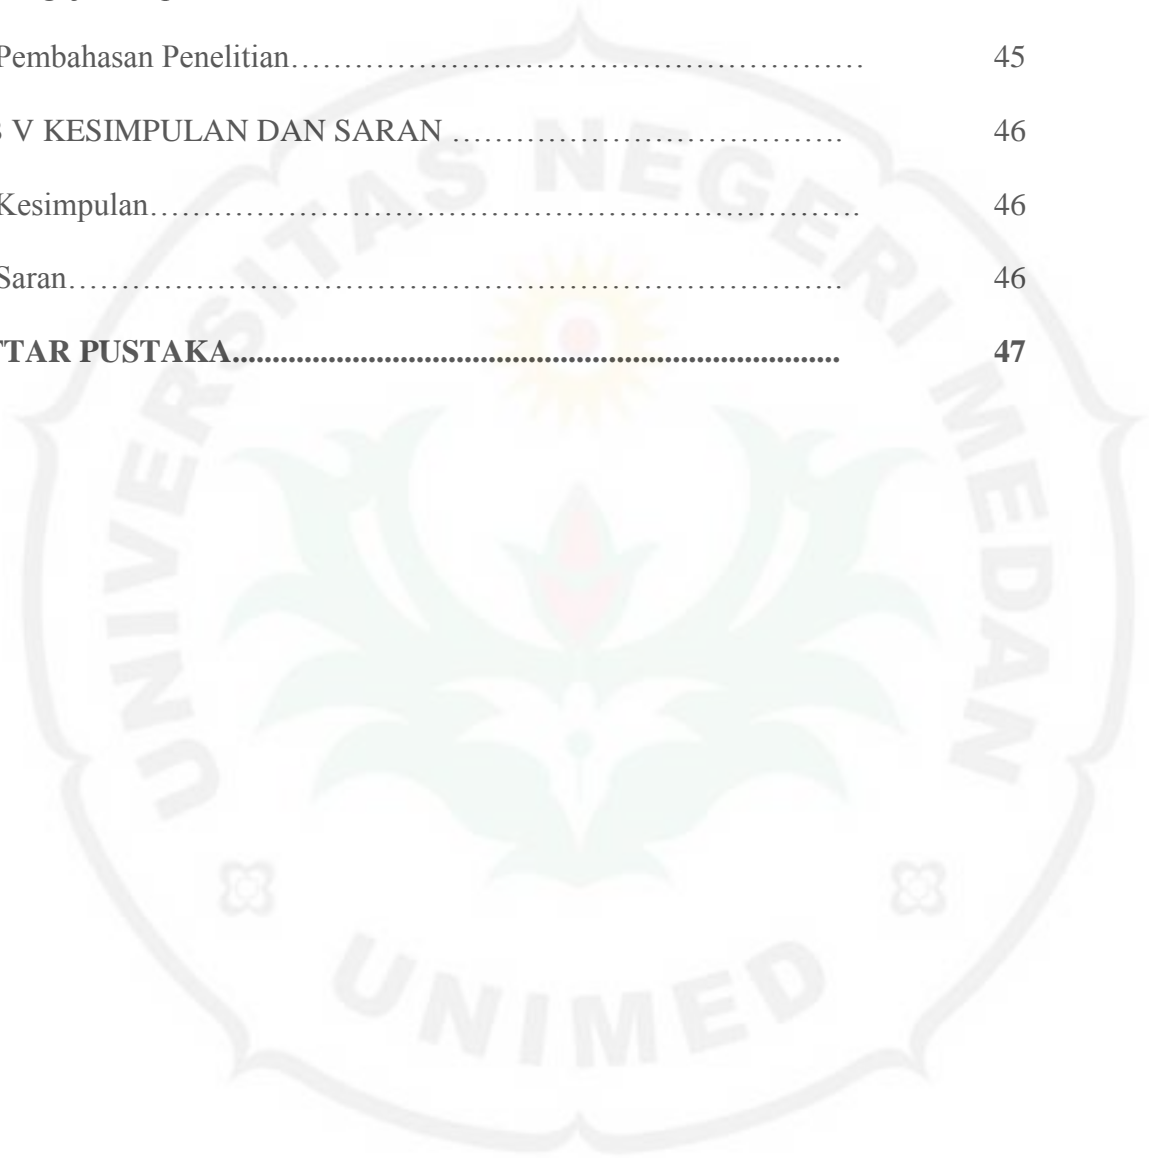 Pembahasan Penelitian…………………………………………… 45
V KESIMPULAN DAN SARAN ………………………………. 46
Kesimpulan…………………………………………………………. 46
Saran………………………………………………………………. 46
TAR PUSTAKA............................................................................ 47
UNIVERSITAS NEGERI MEDAN
UNIMED